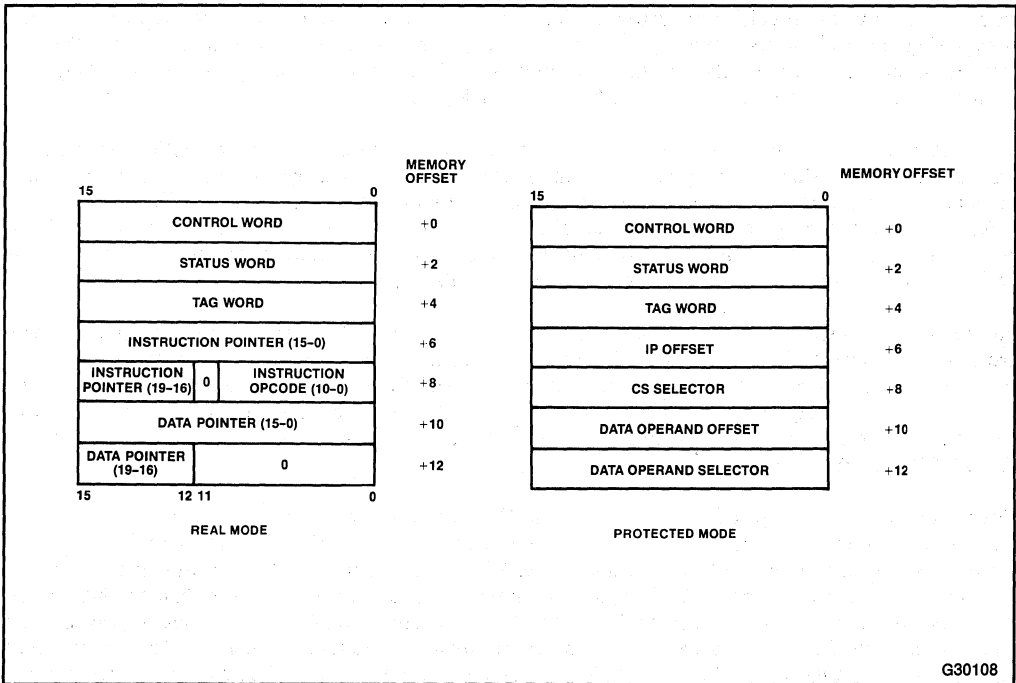 MEMORY
OFFSET
15 0
CONTROL WORD +0
STATUS WORD +2
TAG WORD +4
INSTRUCTION POINTER (15–0) +6
INSTRUCTION
POINTER (19–16) 0 INSTRUCTION
OPCODE (10–0) +8
DATA POINTER (15–0) +10
DATA POINTER
(19–16) 0 +12
15 12 11 0
REAL MODE
MEMORY OFFSET
15 0
CONTROL WORD +0
STATUS WORD +2
TAG WORD +4
IP OFFSET +6
CS SELECTOR +8
DATA OPERAND OFFSET +10
DATA OPERAND SELECTOR +12
PROTECTED MODE
G30108